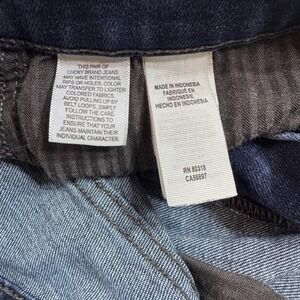 THIS PAIR OF
LUCKY BRAND JEANS
MAY HAVE INTENTIONAL
RIPS OR HOLES. COLOR
MAY TRANSFER TO LIGHTER
COLORED FABRICS.
AVOID PULLING UP BY
BELT LOOPS. SIMPLY
FOLLOW THE CARE
INSTRUCTIONS TO
ENSURE THAT YOUR
JEANS MAINTAIN THEIR
INDIVIDUAL CHARACTER.
MADE IN INDONESIA
FABRIQUÉ EN
INDONESIE
HECHO EN INDONESIO
RN 80318
CA56897